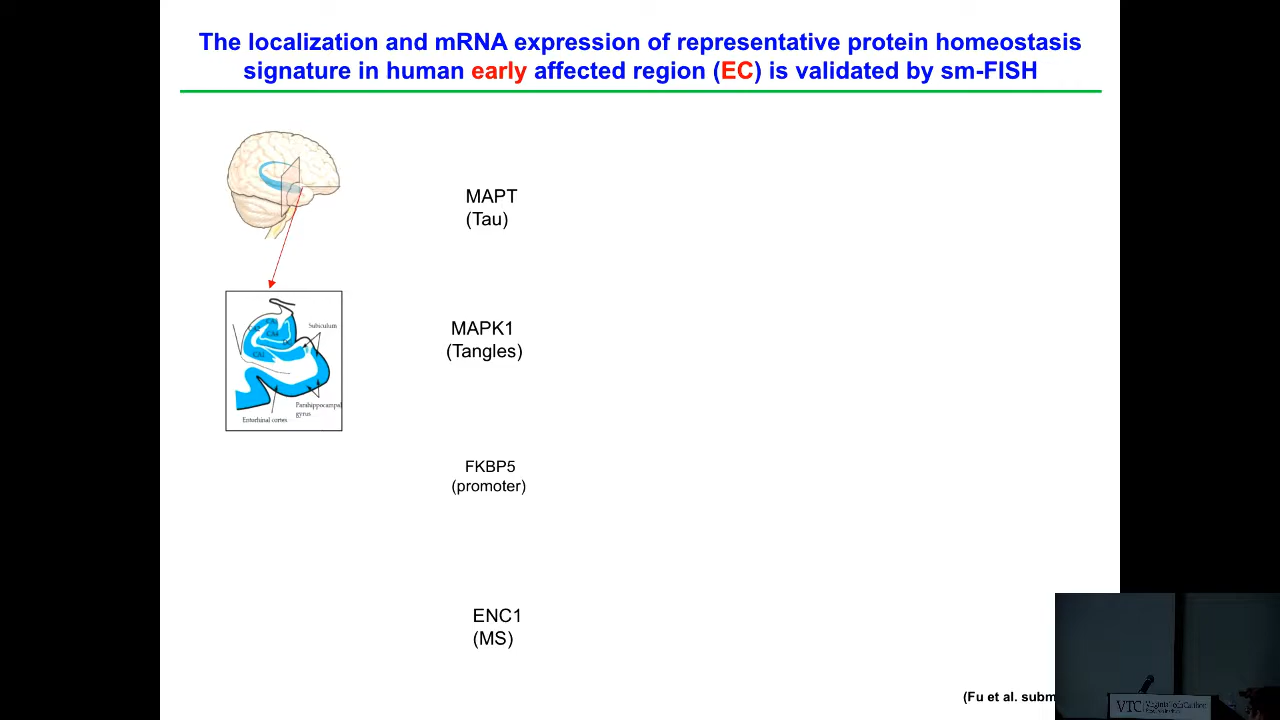 The localization and mRNA expression of representative protein homeostasis
signature in human early affected region (EC) is validated by sm-FISH
MAPT
(Tau)
MAPK1
(Tangles)
Subiculum
CA1
Parahippocampal
gyrus
Entorhinal cortex
FKBP5
(promoter)
ENC1
(MS)
(Fu et al. subm
VTC